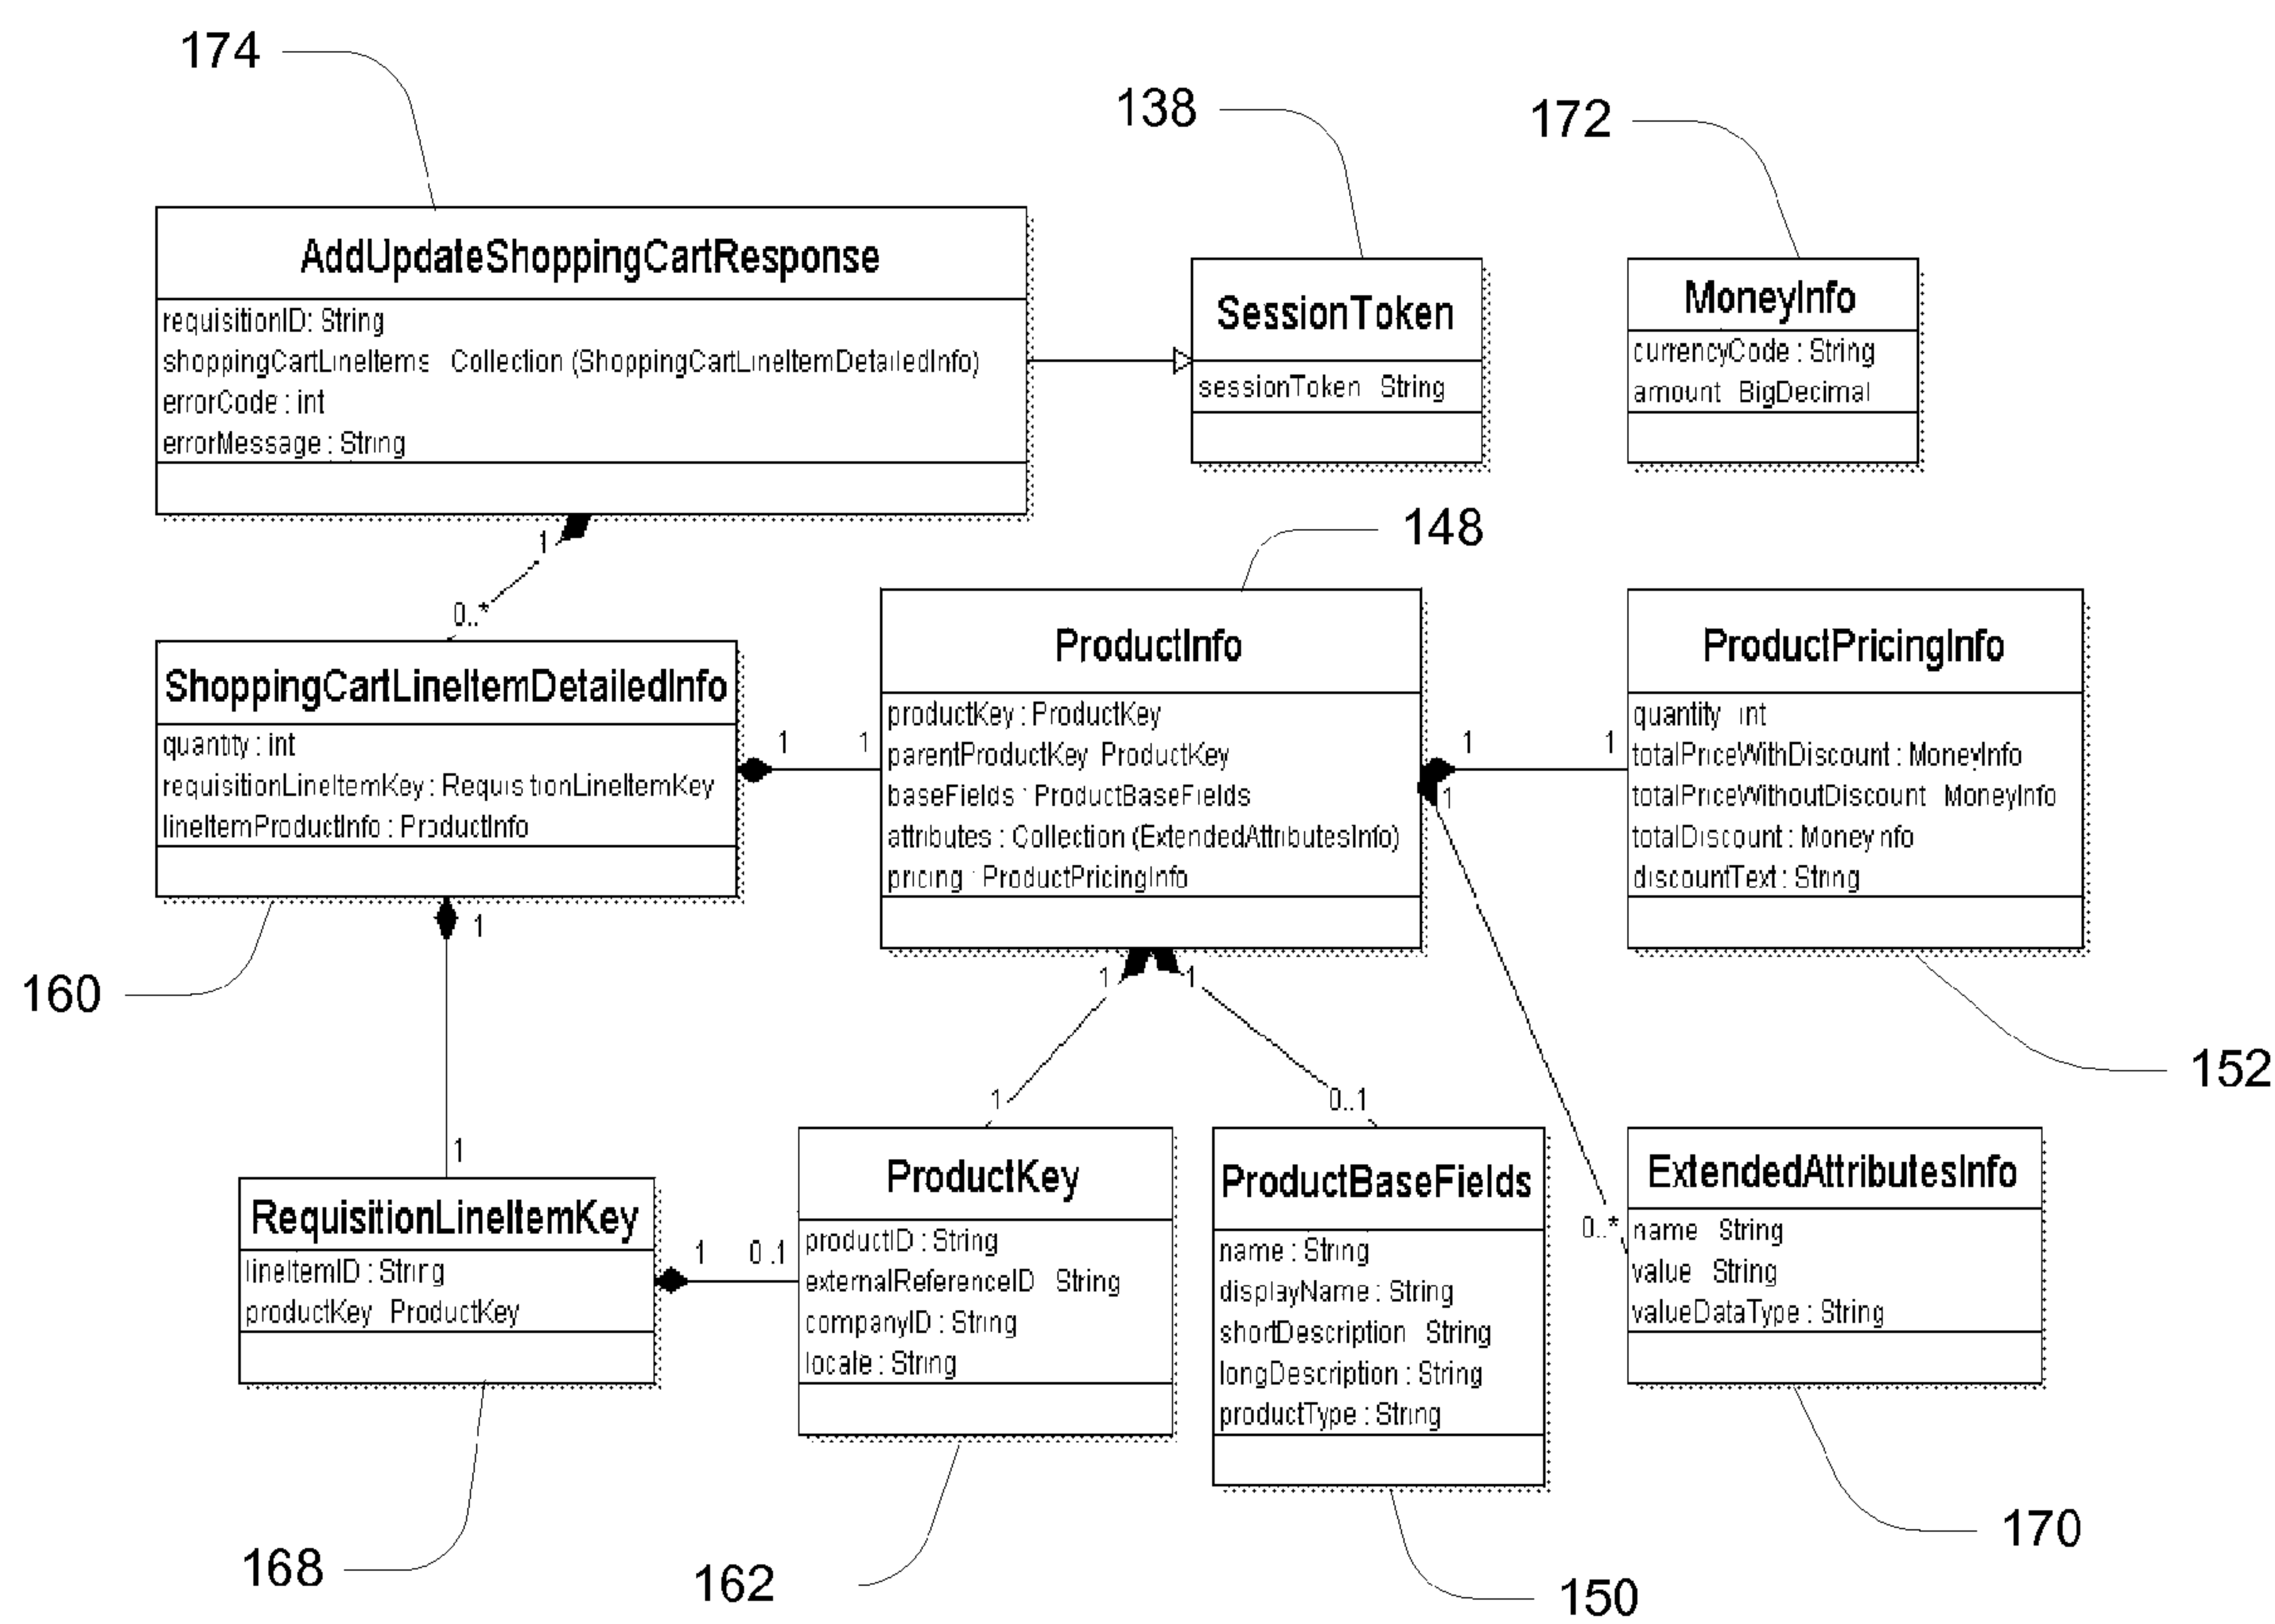 174
138
172
AddUpdateShoppingCartResponse
requisitionID: String
shoppingCartLineItems Collection (ShoppingCartLineItemDetailedInfo)
errorCode : int
errorMessage : String
SessionToken
sessionToken String
MoneyInfo
currencyCode : String
amount BigDecimal
1
0..*
148
ShoppingCartLineItemDetailedInfo
quantity : int
requisitionLineItemKey : RequisitionLineItemKey
lineItemProductInfo : ProductInfo
1
1
ProductInfo
productKey : ProductKey
parentProductKey ProductKey
baseFields : ProductBaseFields
attributes : Collection (ExtendedAttributesInfo)
pricing : ProductPricingInfo
1
1
1
ProductPricingInfo
quantity int
totalPriceWithDiscount : MoneyInfo
totalPriceWithoutDiscount MoneyInfo
totalDiscount : MoneyInfo
discountText : String
160
1
1
1
1
152
1
0..1
0..*
1
RequisitionLineItemKey
lineItemID : String
productKey ProductKey
1
0.1
ProductKey
productID : String
externalReferenceID String
companyID : String
locale : String
ProductBaseFields
name : String
displayName : String
shortDescription String
longDescription : String
productType : String
ExtendedAttributesInfo
name String
value String
valueDataType : String
168
162
150
170